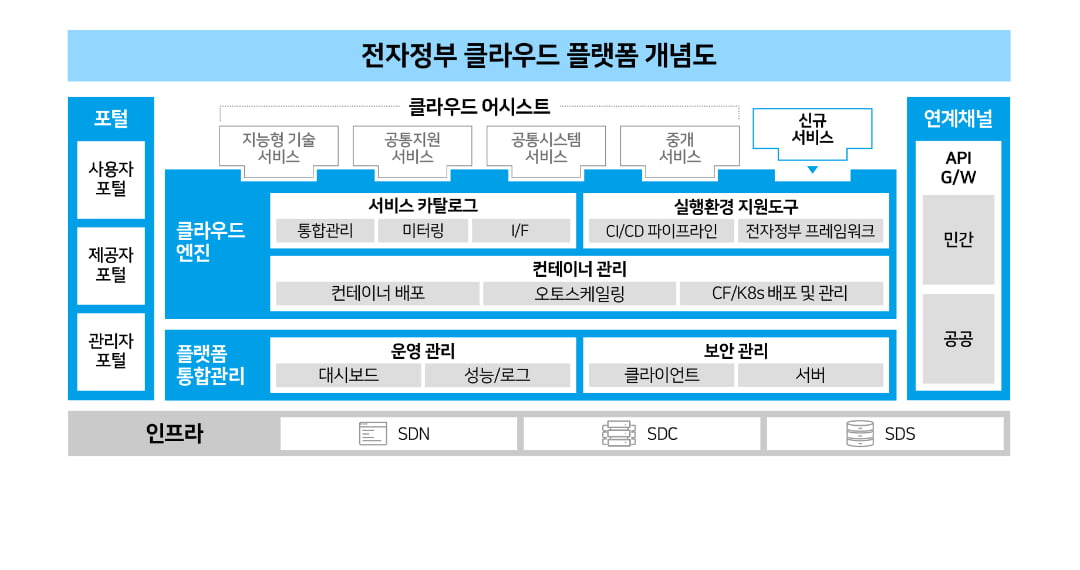 전자정부 클라우드 플랫폼 개념도
포털
사용자
포털
제공자
포털
관리자
포털
클라우드 어시스트
지능형 기술
서비스
공통지원
서비스
공통시스템
서비스
중개
서비스
신규
서비스
클라우드
엔진
서비스 카탈로그
통합관리
미터링
I/F
실행환경 지원도구
CI/CD 파이프라인
전자정부 프레임워크
컨테이너 관리
컨테이너 배포
오토스케일링
CF/K8s 배포 및 관리
플랫폼
통합관리
운영 관리
대시보드
성능/로그
보안 관리
클라이언트
서버
연계채널
API
G/W
민간
공공
인프라
SDN
SDC
SDS